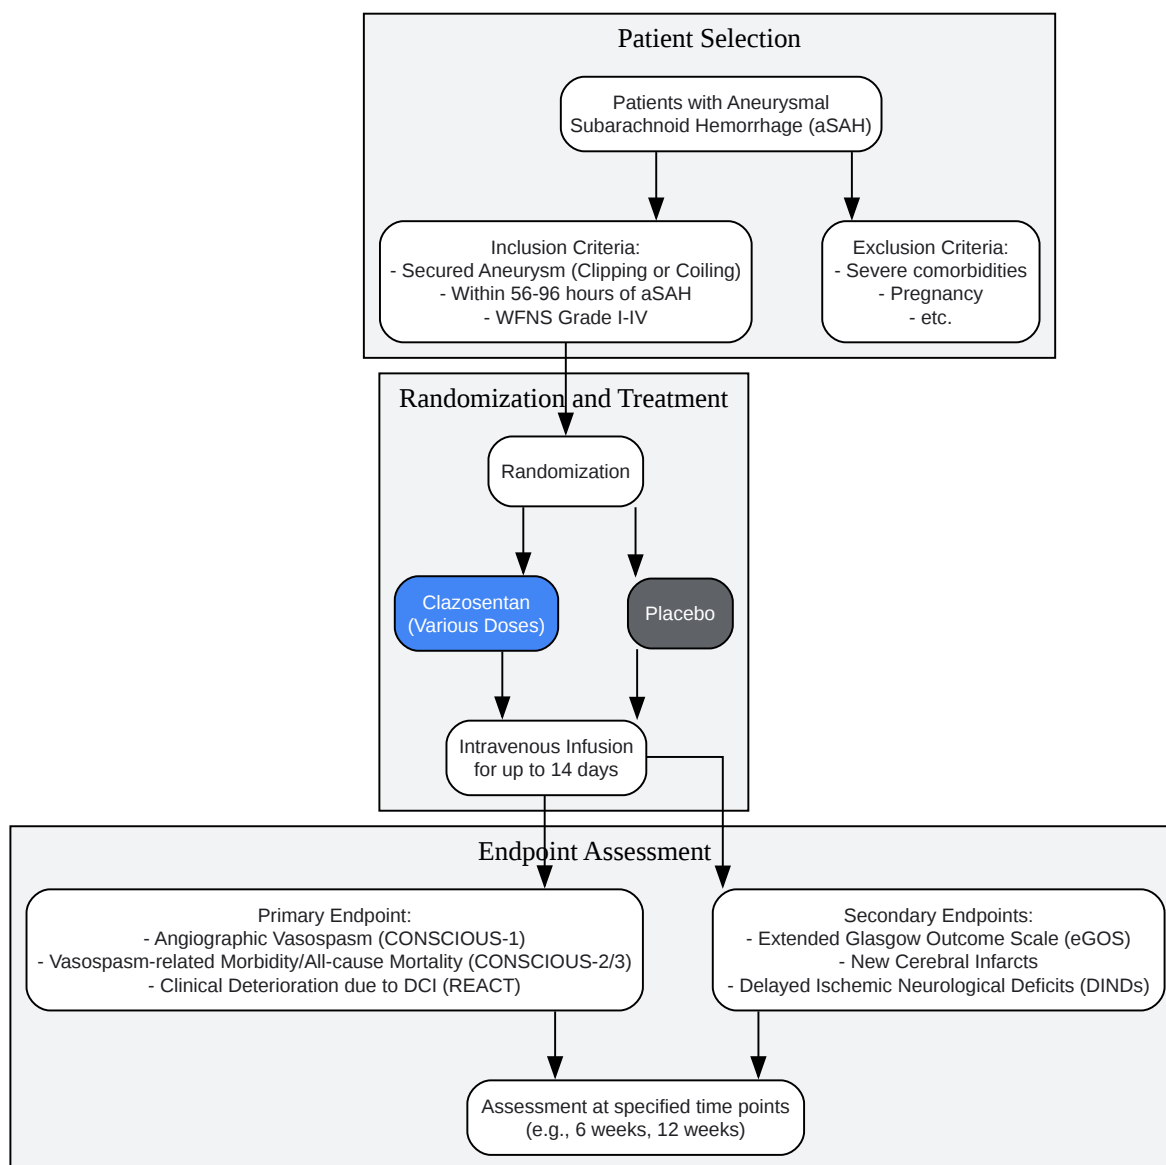 Patient Selection
Patients with Aneurysmal
Subarachnoid Hemorrhage (aSAH)
Inclusion Criteria:
- Secured Aneurysm (Clipping or Coiling)
- Within 56-96 hours of aSAH
- WFNS Grade I-IV
Exclusion Criteria:
- Severe comorbidities
- Pregnancy
- etc.
Randomization and Treatment
Randomization
Clazosentan
(Various Doses)
Placebo
Intravenous Infusion
for up to 14 days
Endpoint Assessment
Primary Endpoint:
- Angiographic Vasospasm (CONSCIOUS-1)
- Vasospasm-related Morbidity/All-cause Mortality (CONSCIOUS-2/3)
- Clinical Deterioration due to DCI (REACT)
Secondary Endpoints:
- Extended Glasgow Outcome Scale (eGOS)
- New Cerebral Infarcts
- Delayed Ischemic Neurological Deficits (DINDs)
Assessment at specified time points
(e.g., 6 weeks, 12 weeks)